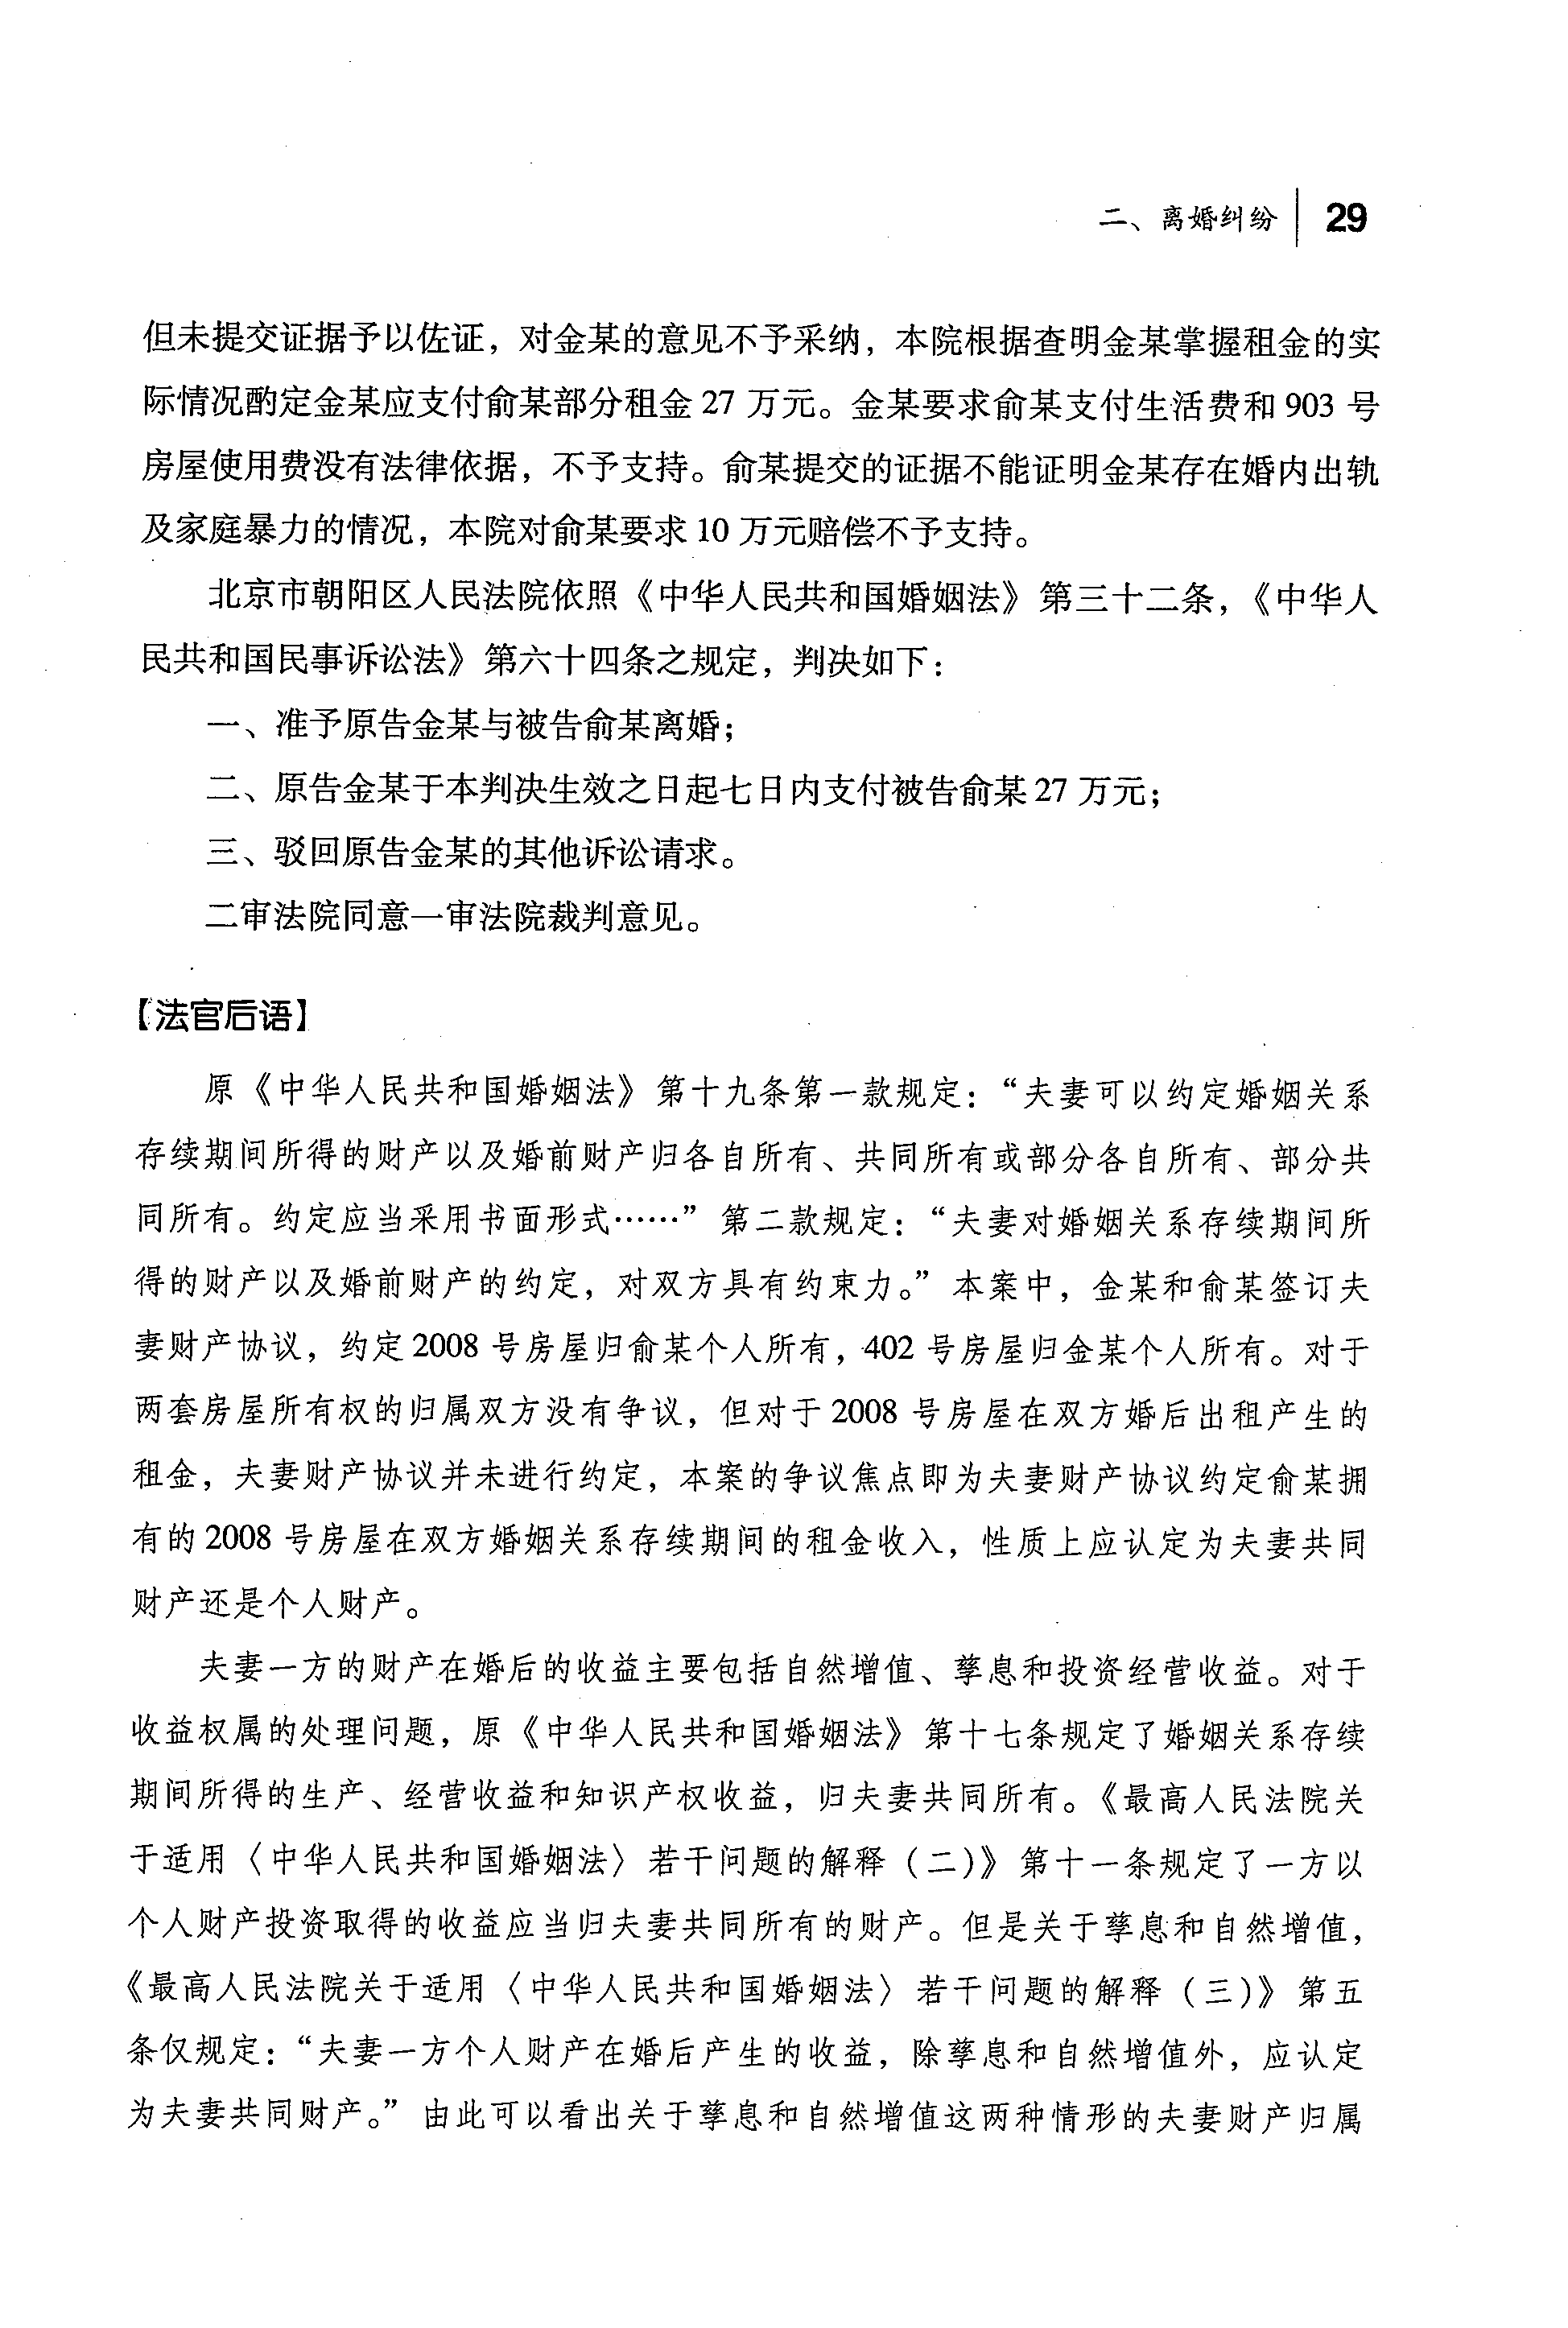 二、离婚纠纷 29
但未提交证据予以佐证，对金某的意见不予采纳，本院根据查明金某掌握租金的实
际情况酌定金某应支付俞某部分租金 27 万元。金某要求俞某支付生活费和 903 号
房屋使用费没有法律依据，不予支持。俞某提交的证据不能证明金某存在婚内出轨
及家庭暴力的情况，本院对俞某要求 10 万元赔偿不予支持。
北京市朝阳区人民法院依照《中华人民共和国婚姻法》第三十二条，《中华人
民共和国民事诉讼法》第六十四条之规定，判决如下：
一、准予原告金某与被告俞某离婚；
二、原告金某于本判决生效之日起七日内支付被告俞某 27 万元；
三、驳回原告金某的其他诉讼请求。
二审法院同意一审法院裁判意见。
【法官后语】
原《中华人民共和国婚姻法》第十九条第一款规定：“夫妻可以约定婚姻关系
存续期间所得的财产以及婚前财产归各自所有、共同所有或部分各自所有、部分共
同所有。约定应当采用书面形式……”第二款规定：“夫妻对婚姻关系存续期间所
得的财产以及婚前财产的约定，对双方具有约束力。”本案中，金某和俞某签订夫
妻财产协议，约定 2008 号房屋归俞某个人所有，402 号房屋归金某个人所有。对于
两套房屋所有权的归属双方没有争议，但对于 2008 号房屋在双方婚后出租产生的
租金，夫妻财产协议并未进行约定，本案的争议焦点即为夫妻财产协议约定俞某拥
有的 2008 号房屋在双方婚姻关系存续期间的租金收入，性质上应认定为夫妻共同
财产还是个人财产。
夫妻一方的财产在婚后的收益主要包括自然增值、孳息和投资经营收益。对于
收益权属的处理问题，原《中华人民共和国婚姻法》第十七条规定了婚姻关系存续
期间所得的生产、经营收益和知识产权收益，归夫妻共同所有。《最高人民法院关
于适用〈中华人民共和国婚姻法〉若干问题的解释（二）》第十一条规定了一方以
个人财产投资取得的收益应当归夫妻共同所有的财产。但是关于孳息和自然增值，
《最高人民法院关于适用〈中华人民共和国婚姻法〉若干问题的解释（三）》第五
条仅规定：“夫妻一方个人财产在婚后产生的收益，除孳息和自然增值外，应认定
为夫妻共同财产。”由此可以看出关于孳息和自然增值这两种情形的夫妻财产归属